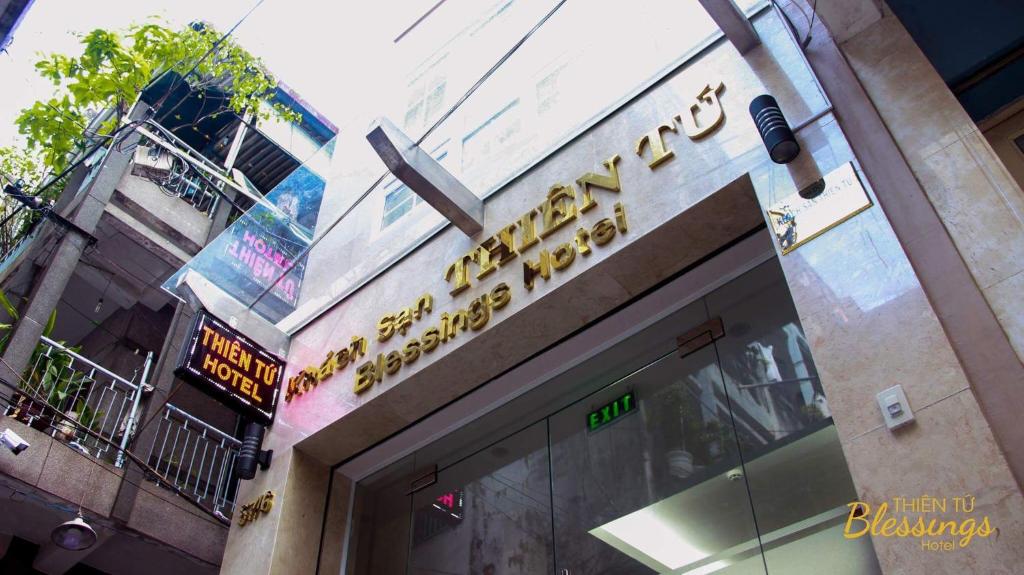 Khách Sạn THIÊN TỨ
Blessings Hotel
THIÊN TỨ
HOTEL
EXIT
THIÊN TỨ
THIÊN TỨ
Blessings
Hotel